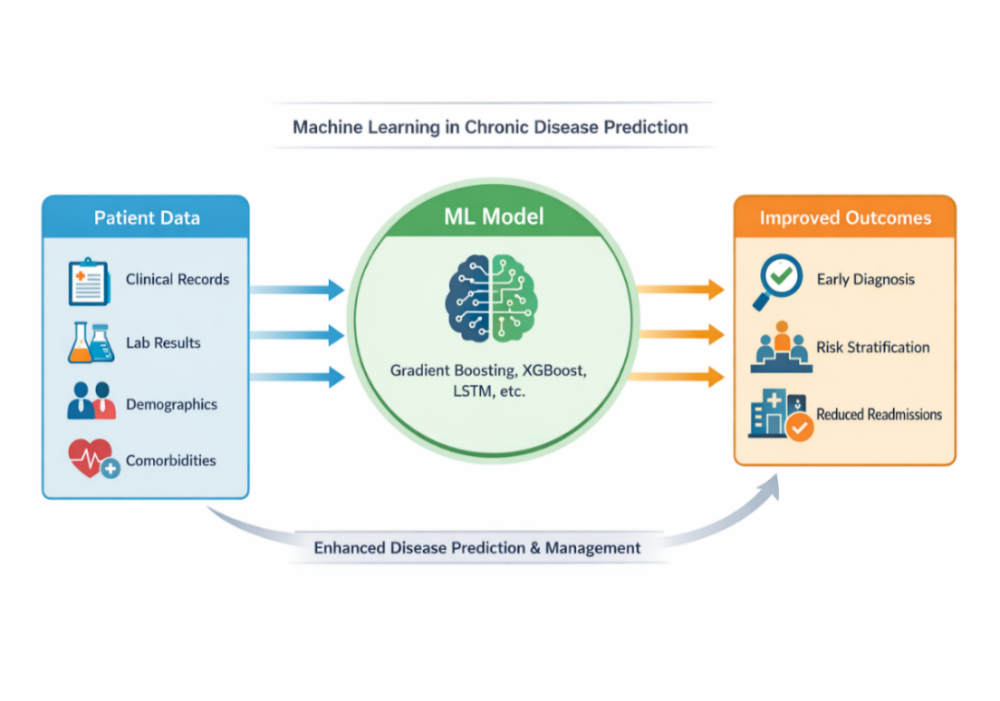 Machine Learning in Chronic Disease Prediction
Patient Data
Clinical Records
Lab Results
Demographics
Comorbidities
ML Model
Gradient Boosting, XGBoost,
LSTM, etc.
Improved Outcomes
Early Diagnosis
Risk Stratification
Reduced Readmissions
Enhanced Disease Prediction & Management